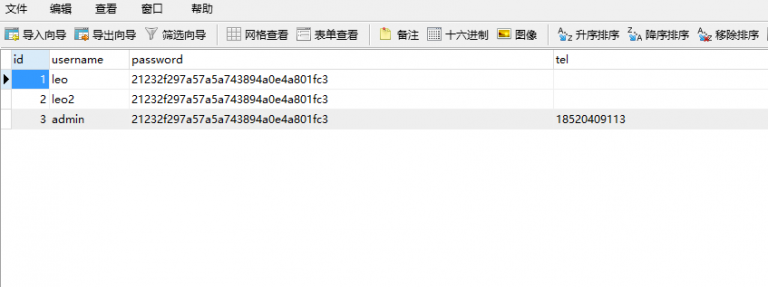 文件 编辑 查看 窗口 帮助
导入向导 导出向导 筛选向导 网格查看 表单查看 备注 十六进制 图像 升序排序 降序排序 移除排序
id username password tel
1 leo 21232f297a57a5a743894a0e4a801fc3
2 leo2 21232f297a57a5a743894a0e4a801fc3
3 admin 21232f297a57a5a743894a0e4a801fc3 18520409113